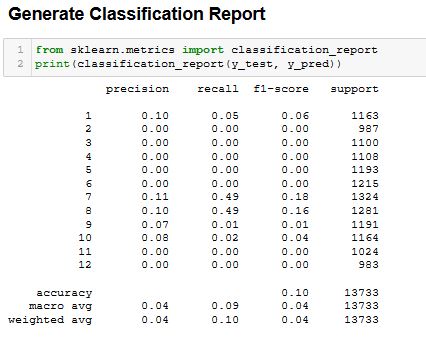 Generate Classification Report
1 from sklearn.metrics import classification_report
2 print(classification_report(y_test, y_pred))
precision recall f1-score support
1 0.10 0.05 0.06 1163
2 0.00 0.00 0.00 987
3 0.00 0.00 0.00 1100
4 0.00 0.00 0.00 1108
5 0.00 0.00 0.00 1193
6 0.00 0.00 0.00 1215
7 0.11 0.49 0.18 1324
8 0.10 0.49 0.16 1281
9 0.07 0.01 0.01 1191
10 0.08 0.02 0.04 1164
11 0.00 0.00 0.00 1024
12 0.00 0.00 0.00 983
accuracy 0.10 13733
macro avg 0.04 0.09 0.04 13733
weighted avg 0.04 0.10 0.04 13733